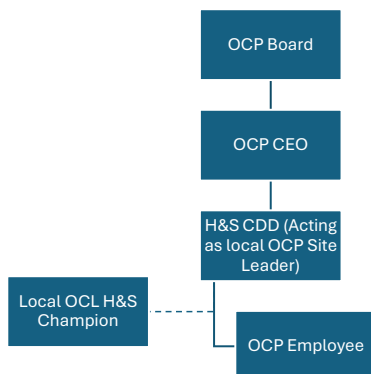 OCP Board
OCP CEO
H&S CDD (Acting
as local OCP Site
Leader)
Local OCL H&S
Champion
OCP Employee